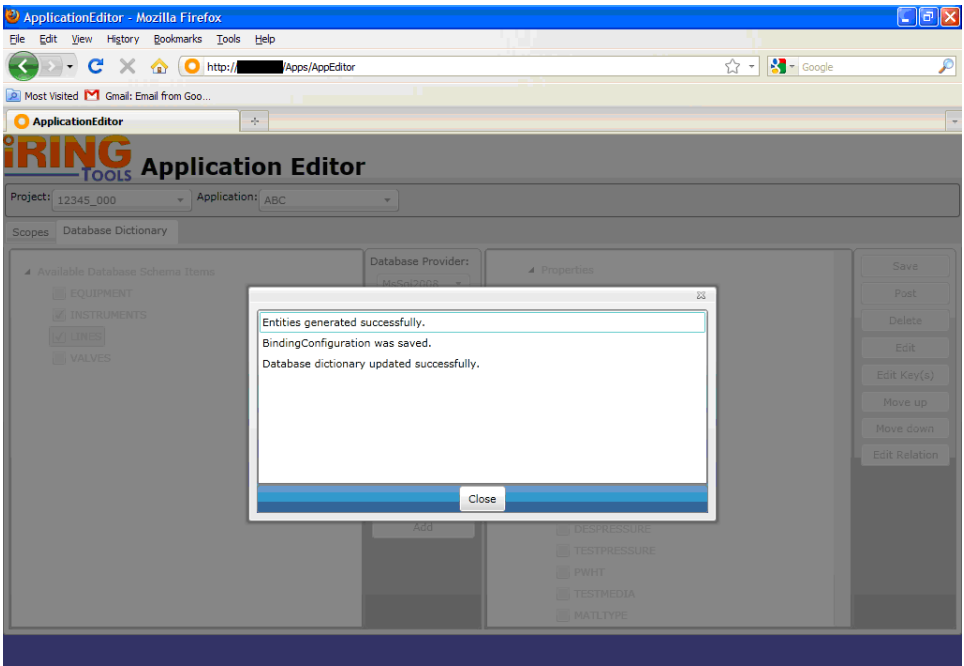 ApplicationEditor - Mozilla Firefox
File Edit View History Bookmarks Tools Help
http:// /Apps/AppEditor
Google
Most Visited Gmail: Email from Goo...
ApplicationEditor
iRING TOOLS Application Editor
Project: 12345_000 Application: ABC
Scopes Database Dictionary
Available Database Schema Items
EQUIPMENT
INSTRUMENTS
LINES
VALVES
Database Provider:
MsSql2008
Add
Entities generated successfully.
BindingConfiguration was saved.
Database dictionary updated successfully.
Close
Properties
DESPRESSURE
TESTPRESSURE
PWHT
TESTMEDIA
MATLTYPE
Save
Post
Delete
Edit
Edit Key(s)
Move up
Move down
Edit Relation